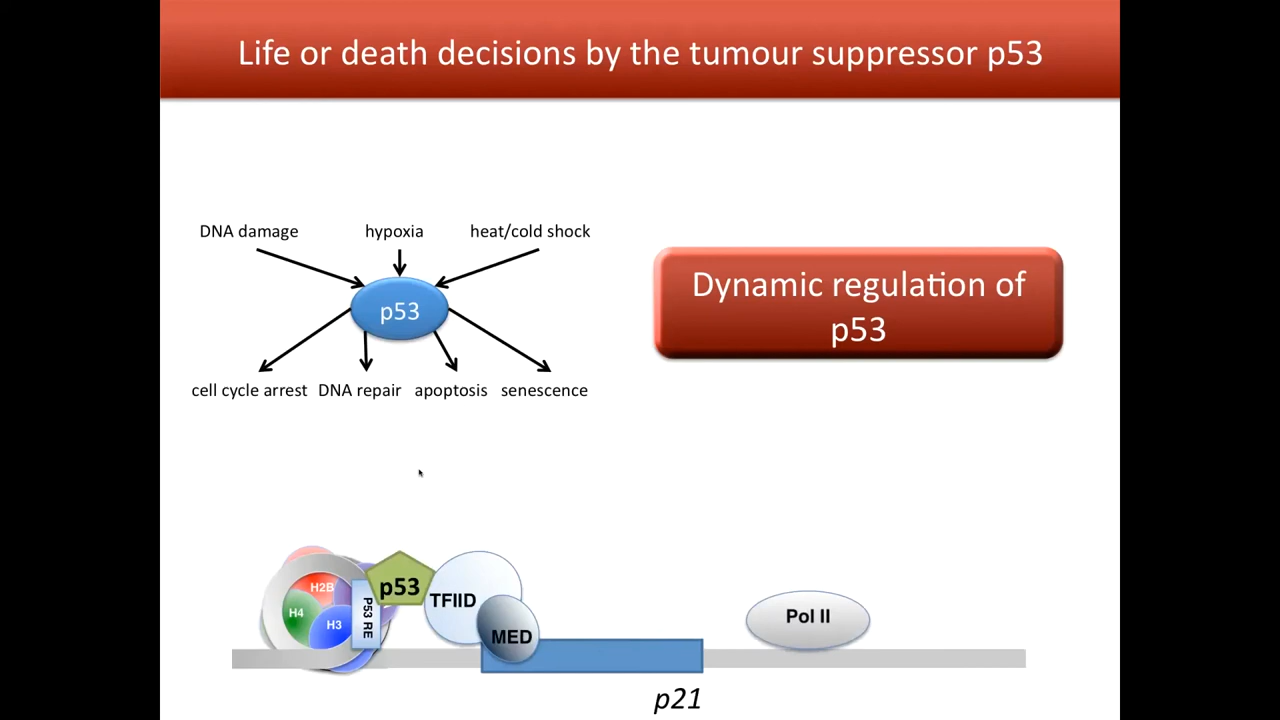 Life or death decisions by the tumour suppressor p53
DNA damage hypoxia heat/cold shock
p53
cell cycle arrest DNA repair apoptosis senescence
Dynamic regulation of
p53
H2B
H4
H3
P53 RE
p53
TFIID
MED
Pol II
p21